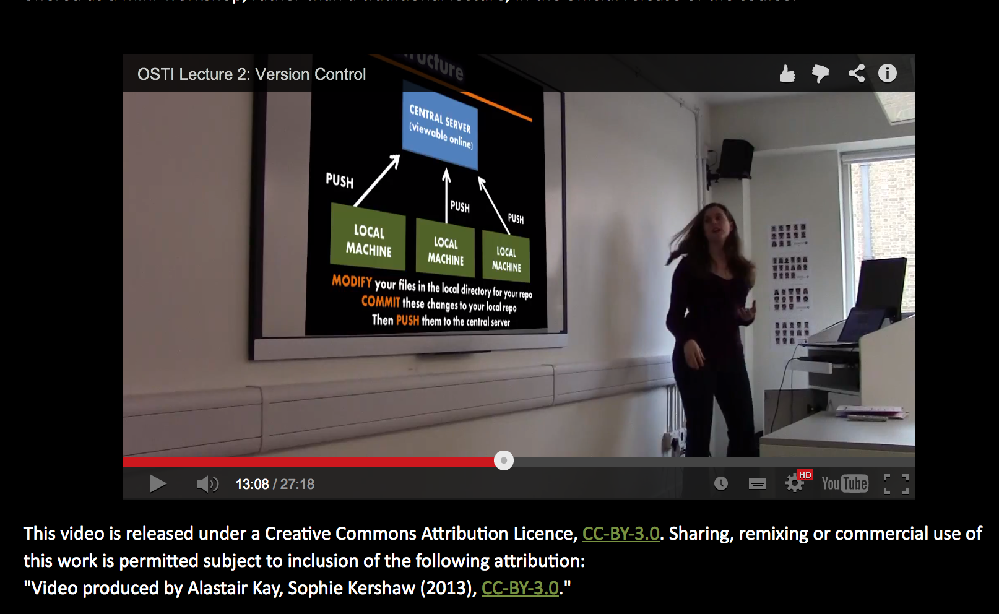 OSTI Lecture 2: Version Control
CENTRAL SERVER
(viewable online)
PUSH
PUSH
PUSH
LOCAL
MACHINE
LOCAL
MACHINE
LOCAL
MACHINE
MODIFY your files in the local directory for your repo
COMMIT these changes to your local repo
Then PUSH them to the central server
13:08 / 27:18
HD
YouTube
This video is released under a Creative Commons Attribution Licence, CC-BY-3.0. Sharing, remixing or commercial use of
this work is permitted subject to inclusion of the following attribution:
"Video produced by Alastair Kay, Sophie Kershaw (2013), CC-BY-3.0."